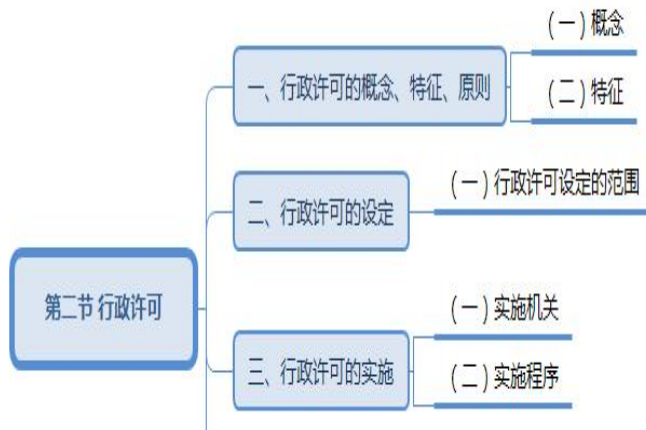 第二节 行政许可
一、行政许可的概念、特征、原则
（一）概念
（二）特征
二、行政许可的设定
（一）行政许可设定的范围
三、行政许可的实施
（一）实施机关
（二）实施程序